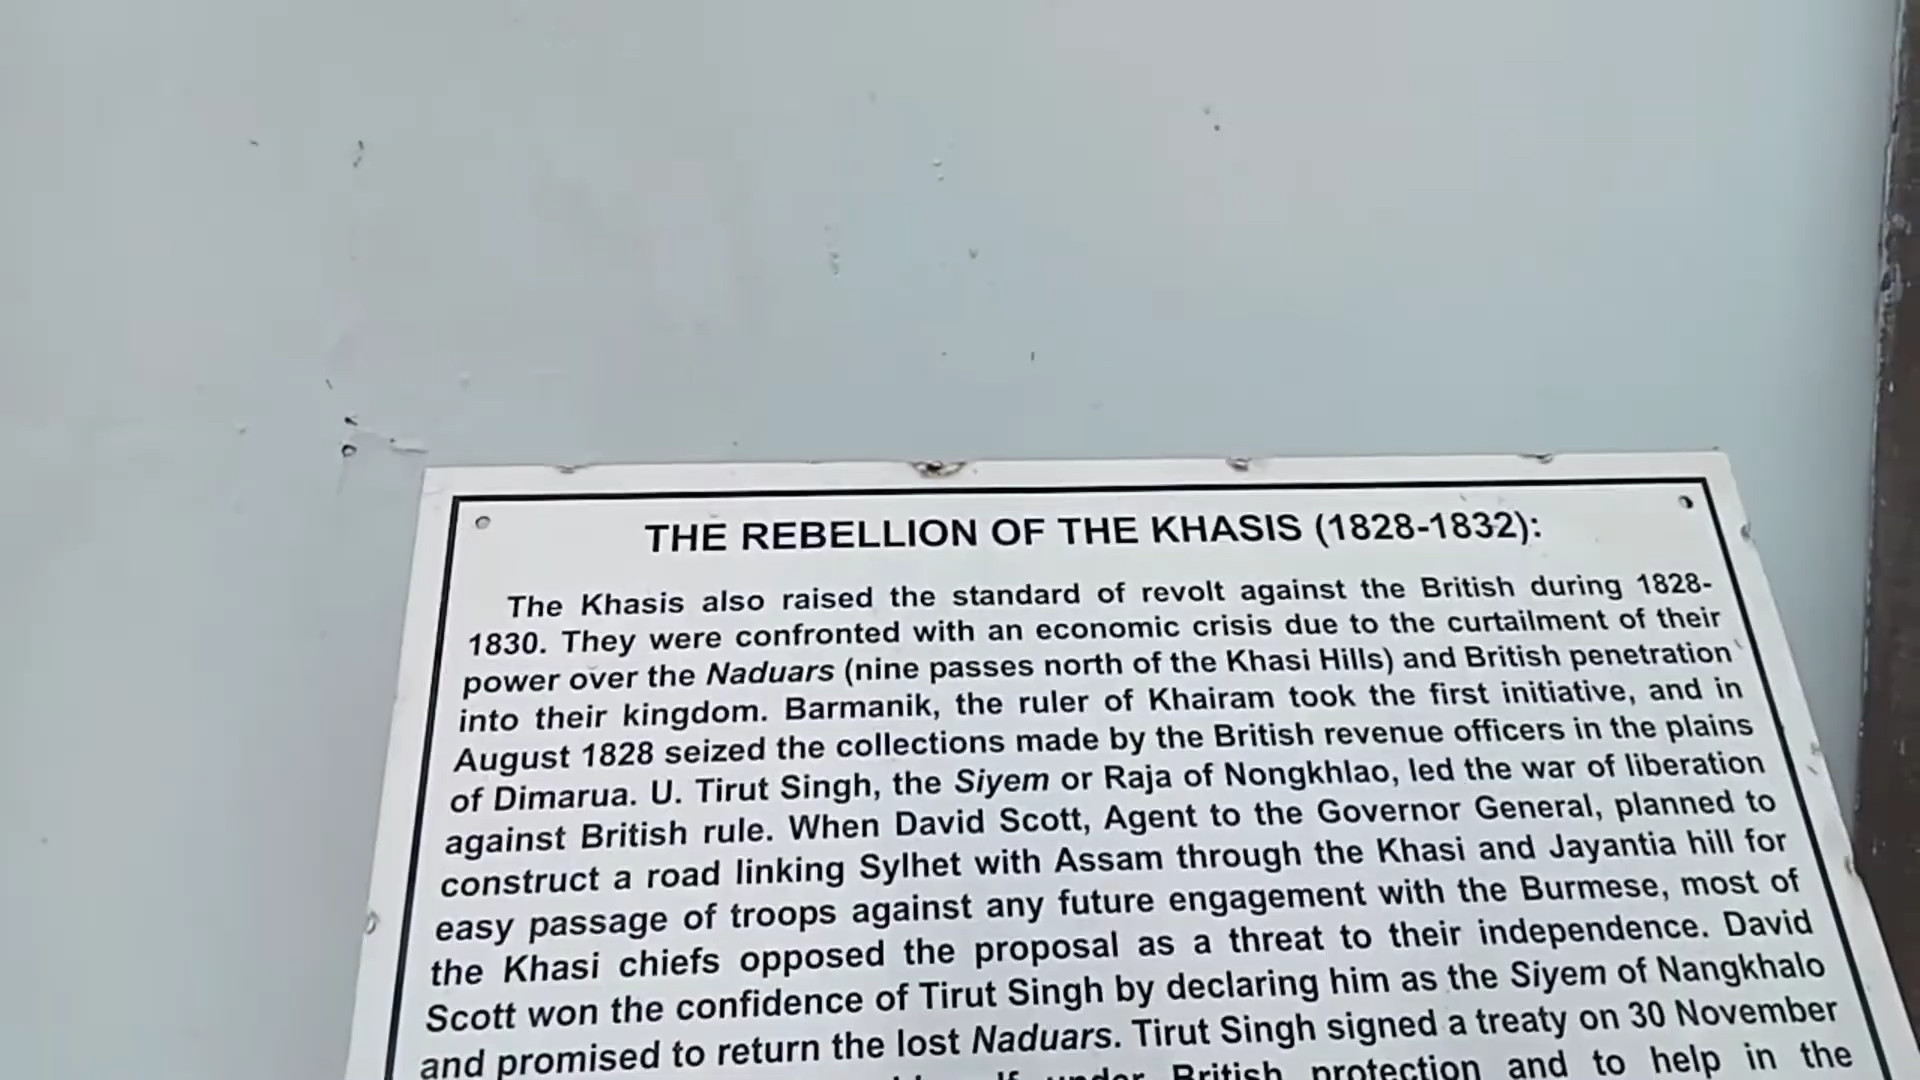 THE REBELLION OF THE KHASIS (1828-1832):
The Khasis also raised the standard of revolt against the British during 1828-
1830. They were confronted with an economic crisis due to the curtailment of their
power over the Naduars (nine passes north of the Khasi Hills) and British penetration
into their kingdom. Barmanik, the ruler of Khairam took the first initiative, and in
August 1828 seized the collections made by the British revenue officers in the plains
of Dimarua. U. Tirut Singh, the Siyem or Raja of Nongkhlao, led the war of liberation
against British rule. When David Scott, Agent to the Governor General, planned to
construct a road linking Sylhet with Assam through the Khasi and Jayantia hill for
easy passage of troops against any future engagement with the Burmese, most of
the Khasi chiefs opposed the proposal as a threat to their independence. David
Scott won the confidence of Tirut Singh by declaring him as the Siyem of Nangkhalo
and promised to return the lost Naduars. Tirut Singh signed a treaty on 30 November
under British protection and to help in the